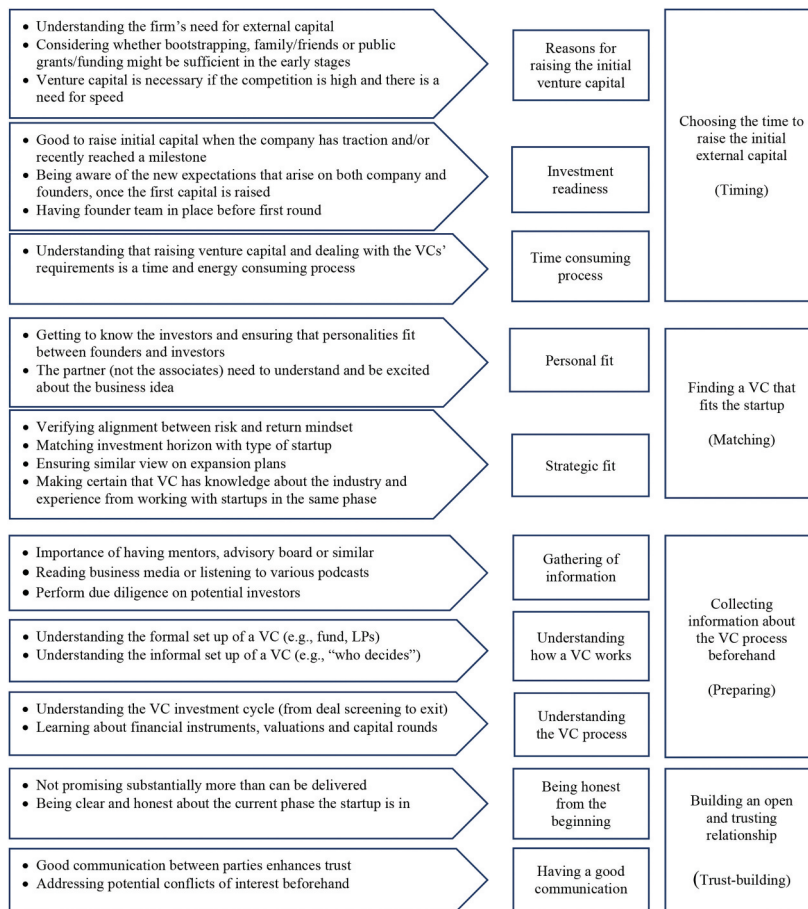 • Understanding the firm's need for external capital
• Considering whether bootstrapping, family/friends or public
grants/funding might be sufficient in the early stages
• Venture capital is necessary if the competition is high and there is a
need for speed
Reasons for
raising the initial
venture capital
• Good to raise initial capital when the company has traction and/or
recently reached a milestone
• Being aware of the new expectations that arise on both company and
founders, once the first capital is raised
• Having founder team in place before first round
Investment
readiness
• Understanding that raising venture capital and dealing with the VCs'
requirements is a time and energy consuming process
Time consuming
process
Choosing the time to
raise the initial
external capital
(Timing)
• Getting to know the investors and ensuring that personalities fit
between founders and investors
• The partner (not the associates) need to understand and be excited
about the business idea
Personal fit
• Verifying alignment between risk and return mindset
• Matching investment horizon with type of startup
• Ensuring similar view on expansion plans
• Making certain that VC has knowledge about the industry and
experience from working with startups in the same phase
Strategic fit
Finding a VC that
fits the startup
(Matching)
• Importance of having mentors, advisory board or similar
• Reading business media or listening to various podcasts
• Perform due diligence on potential investors
Gathering of
information
• Understanding the formal set up of a VC (e.g., fund, LPs)
• Understanding the informal set up of a VC (e.g., "who decides")
Understanding
how a VC works
• Understanding the VC investment cycle (from deal screening to exit)
• Learning about financial instruments, valuations and capital rounds
Understanding
the VC process
Collecting
information about
the VC process
beforehand
(Preparing)
• Not promising substantially more than can be delivered
• Being clear and honest about the current phase the startup is in
Being honest
from the
beginning
• Good communication between parties enhances trust
• Addressing potential conflicts of interest beforehand
Having a good
communication
Building an open
and trusting
relationship
(Trust-building)